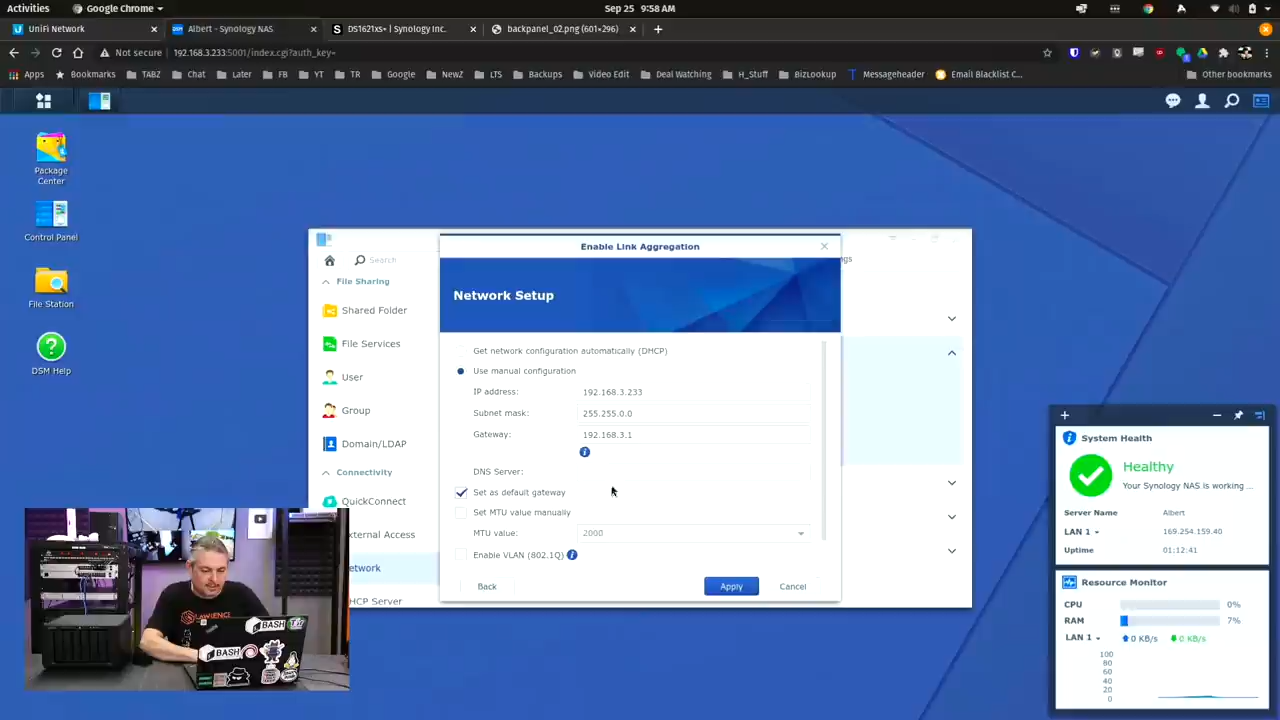 Activities
Google Chrome
Sep 25 9:58 AM
UniFi Network
Albert - Synology NAS
DS1621xs+ | Synology Inc.
backpanel_02.png (601×296)
Not secure
192.168.3.233:5001/index.cgi?auth_key=
Apps
Bookmarks
TABZ
Chat
Later
FB
YT
TR
Google
NewZ
LTS
Backups
Video Edit
Deal Watching
H_Stuff
BizLookup
Messageheader
Email Blacklist C...
Other bookmarks
Package
Center
Control Panel
File Station
DSM Help
Search
File Sharing
Shared Folder
File Services
User
Group
Domain/LDAP
Connectivity
QuickConnect
xternal Access
etwork
HCP Server
gs
Enable Link Aggregation
Network Setup
Get network configuration automatically (DHCP)
Use manual configuration
IP address: 192.168.3.233
Subnet mask: 255.255.0.0
Gateway: 192.168.3.1
DNS Server:
Set as default gateway
Set MTU value manually
MTU value: 2000
Enable VLAN (802.1Q)
Back
Apply
Cancel
System Health
Healthy
Your Synology NAS is working ...
Server Name Albert
LAN 1 169.254.159.40
Uptime 01:12:41
Resource Monitor
CPU 0%
RAM 7%
LAN 1 0 KB/s 0 KB/s
100
80
60
40
20
0
LAWRENCE
BASH
BASH